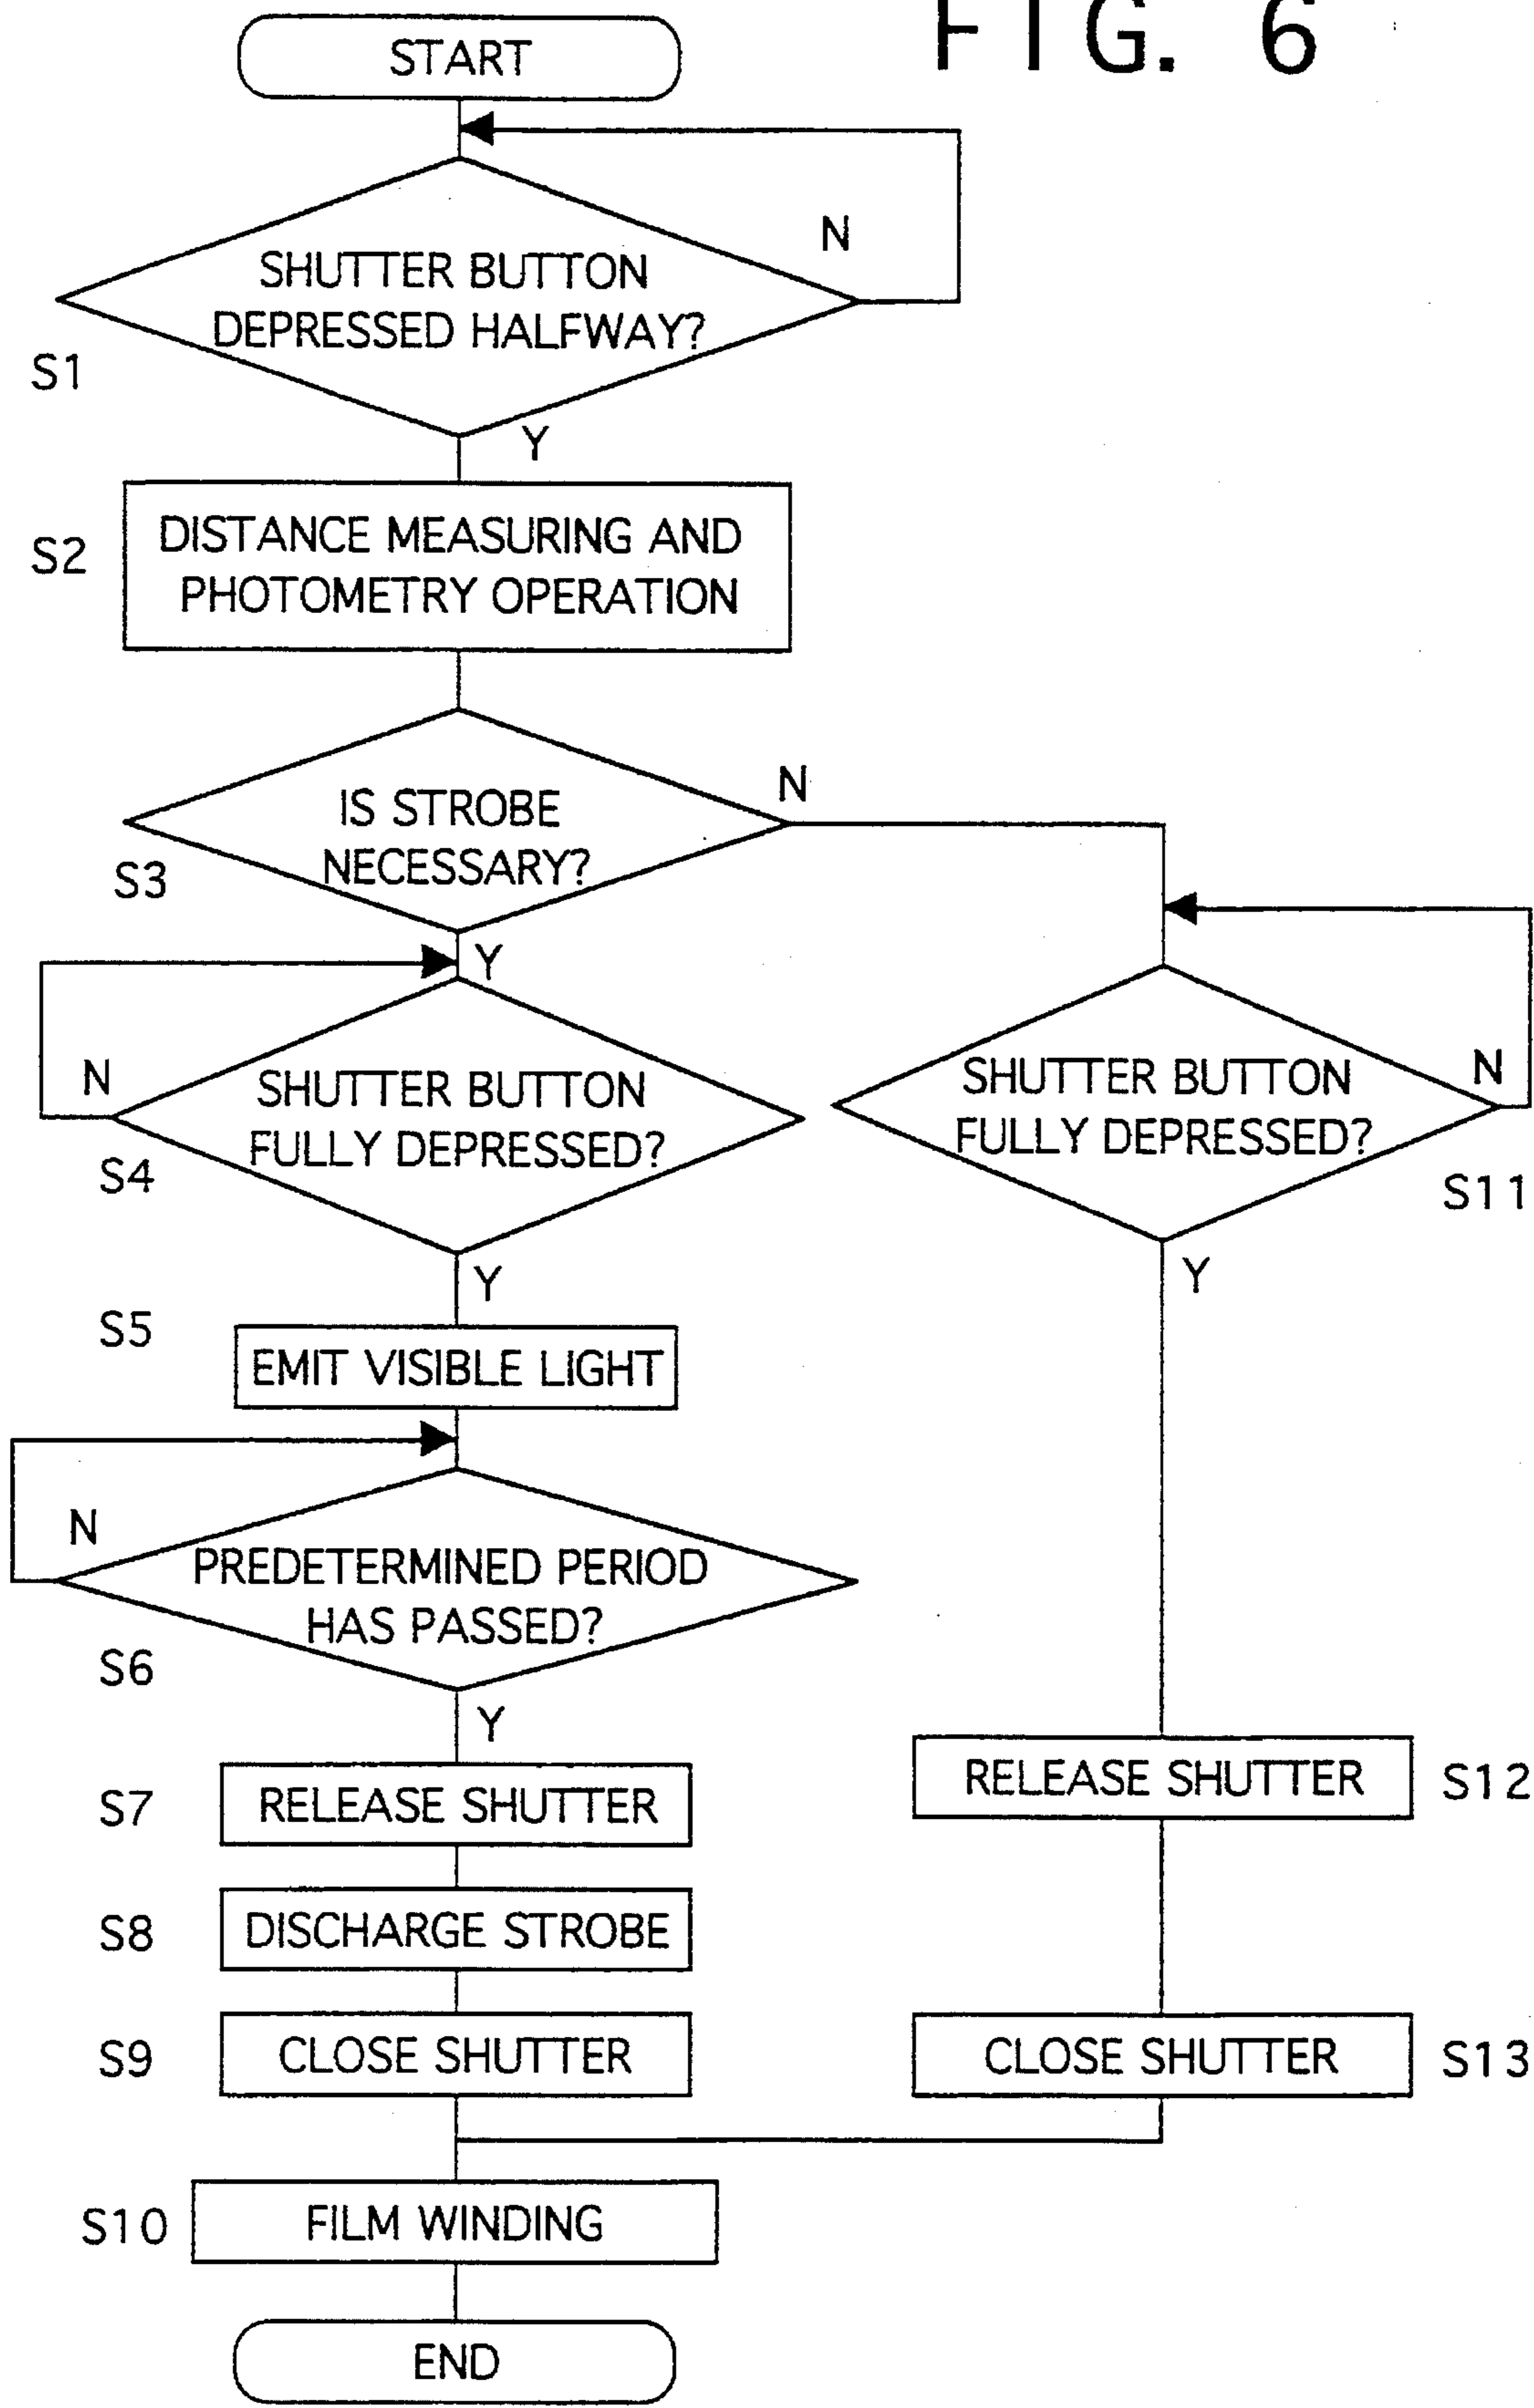 FIG. 6
START
N
SHUTTER BUTTON
DEPRESSED HALFWAY?
S1
Y
S2
DISTANCE MEASURING AND
PHOTOMETRY OPERATION
N
IS STROBE
NECESSARY?
S3
Y
N
SHUTTER BUTTON
FULLY DEPRESSED?
S4
Y
S5
EMIT VISIBLE LIGHT
N
PREDETERMINED PERIOD
HAS PASSED?
S6
Y
S7
RELEASE SHUTTER
S8
DISCHARGE STROBE
S9
CLOSE SHUTTER
N
SHUTTER BUTTON
FULLY DEPRESSED?
S11
Y
RELEASE SHUTTER
S12
CLOSE SHUTTER
S13
S10
FILM WINDING
END